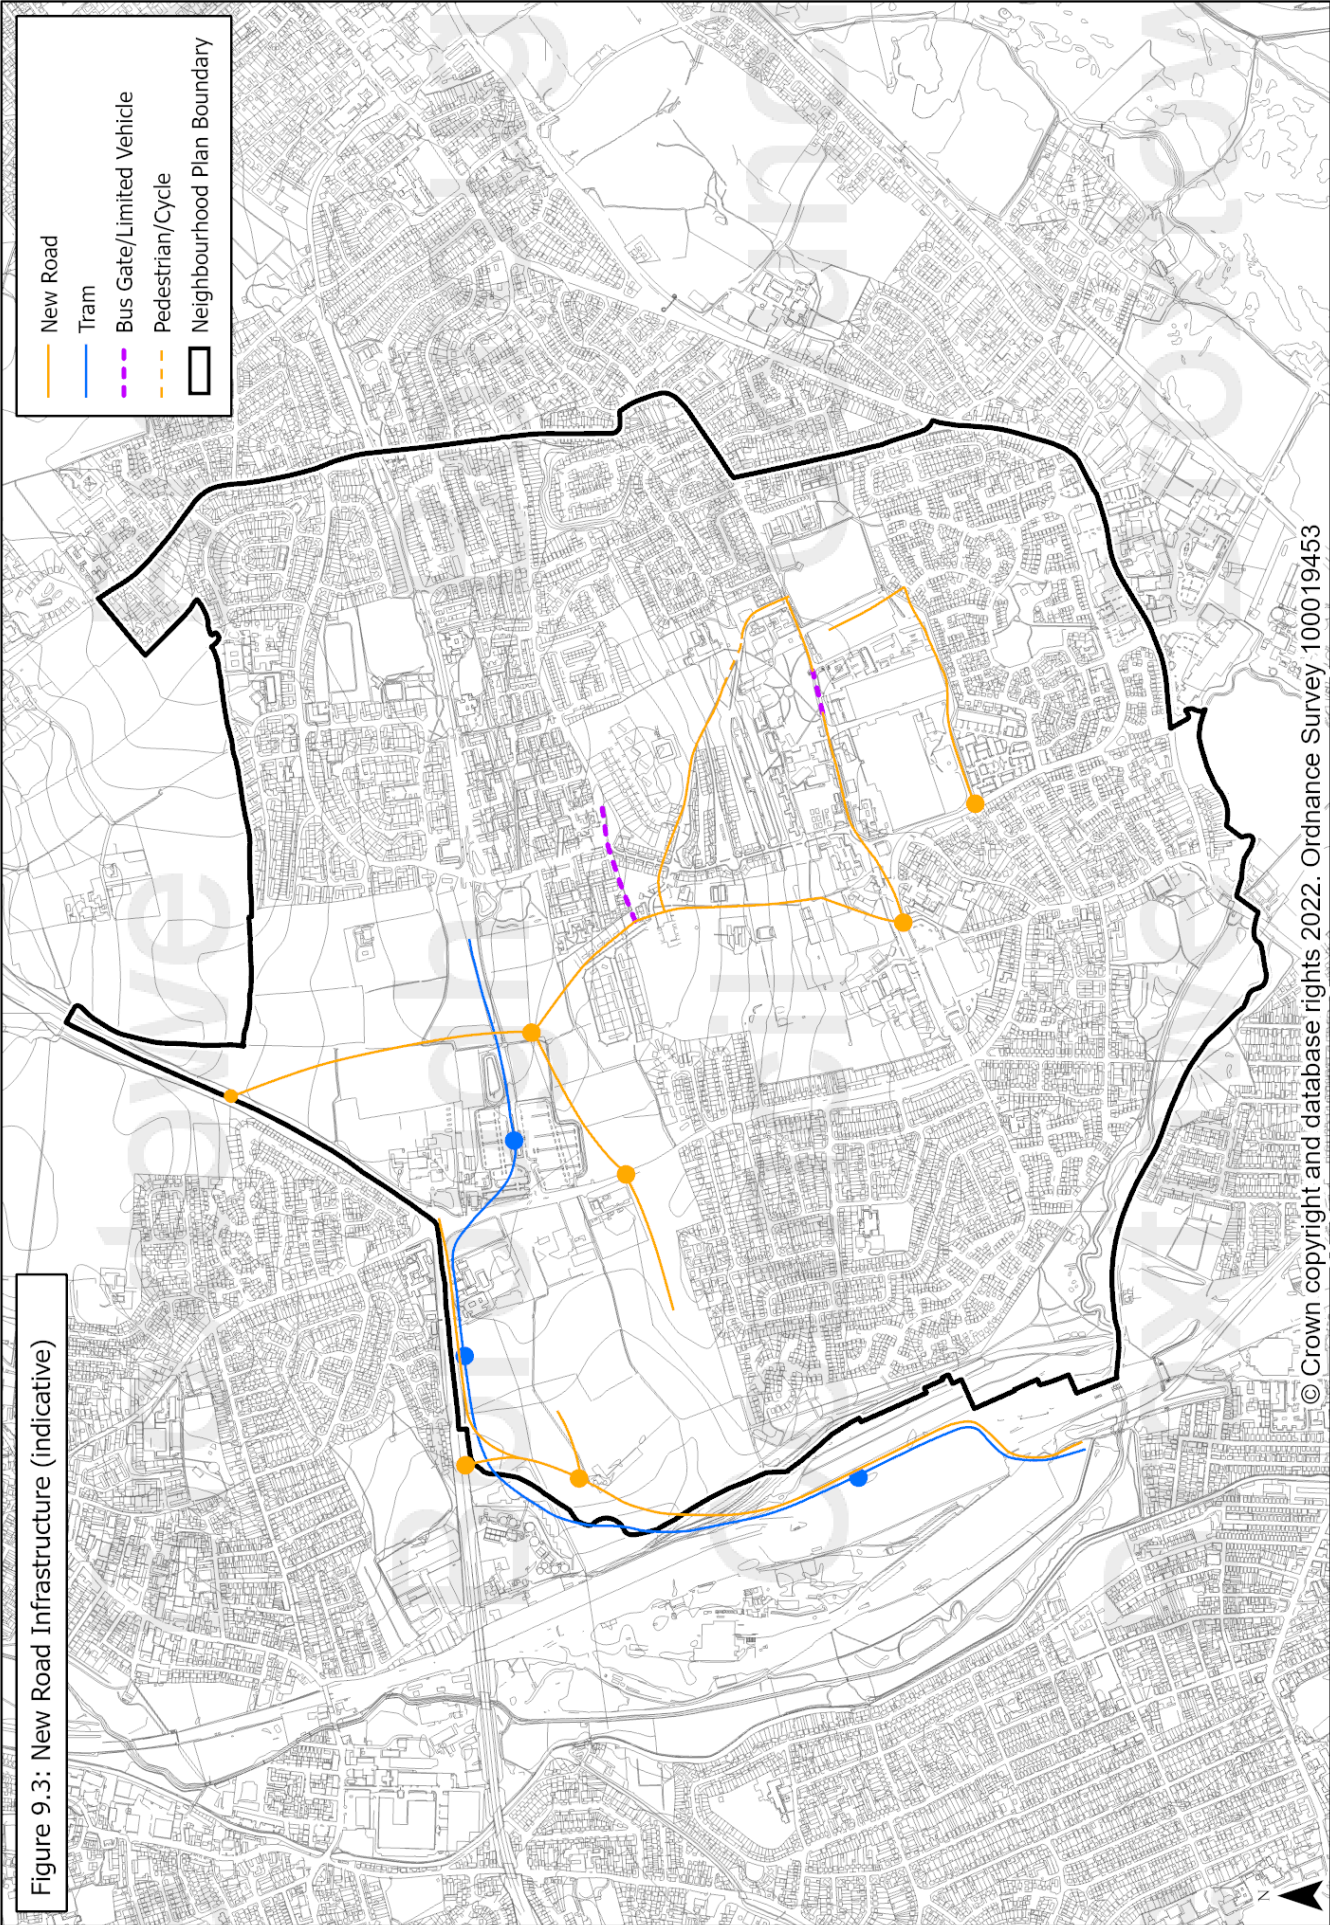 Figure 9.3: New Road Infrastructure (indicative)
New Road
Tram
Bus Gate/Limited Vehicle
Pedestrian/Cycle
Neighbourhood Plan Boundary
© Crown copyright and database rights 2022. Ordnance Survey 100019453
N